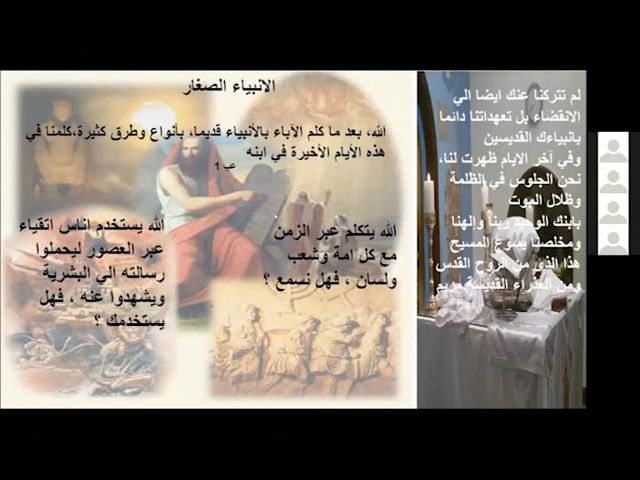 الانبياء الصغار
الله، بعد ما كلم الآباء بالأنبياء قديما، بأنواع وطرق كثيرة،كلمنا في
هذه الأيام الأخيرة في ابنه
عب 1
الله يتكلم عبر الزمن
مع كل امة وشعب
ولسان ، فهل نسمع ؟
الله يستخدم اناس اتقياء
عبر العصور ليحملوا
رسالته الي البشرية
ويشهدوا عنه ، فهل
يستخدمك ؟
لم تتركنا عنك ايضا الي
الانقضاء بل تعهدتنا دائما
بانبياءك القديسين
وفي آخر الايام ظهرت لنا،
نحن الجلوس في الظلمة
وظلال الموت
بابنك الوحيد ربنا والهنا
ومخلصنا يسوع المسيح
هذا الذي من الروح القدس
ومن العذراء القديسة مريم